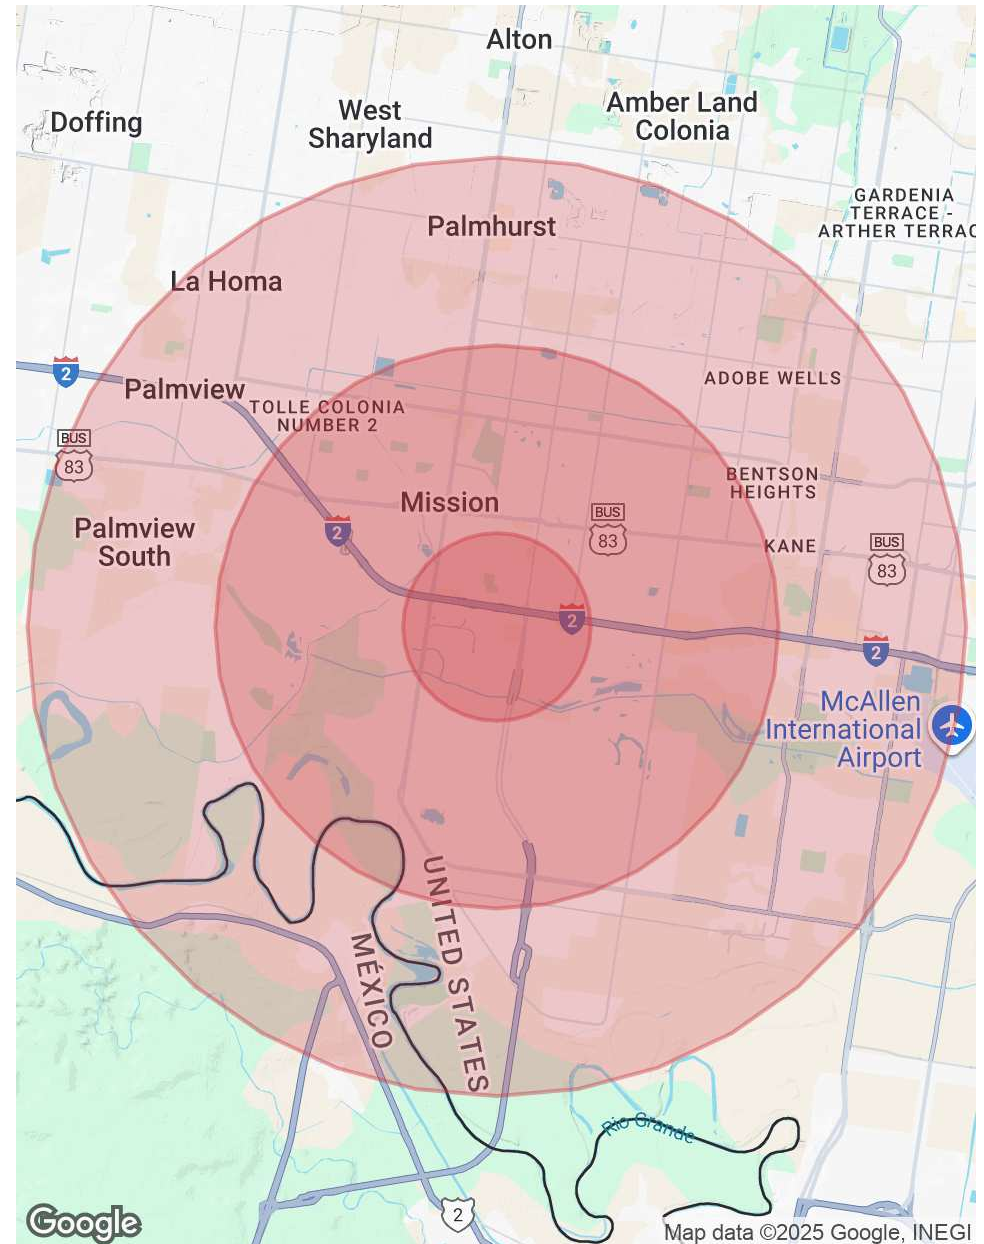 Alton
Doffing
West
Sharyland
Amber Land
Colonia
GARDENIA
TERRACE -
ARTHER TERRAC
Palmhurst
La Homa
2
Palmview
ADOBE WELLS
TOLLE COLONIA
NUMBER 2
BUS
83
BENTSON
HEIGHTS
Mission
BUS
83
2
Palmview
South
KANE
BUS
83
2
2
McAllen
International
Airport
UNITED STATES
MÉXICO
Rio Grande
2
Google
Map data ©2025 Google, INEGI